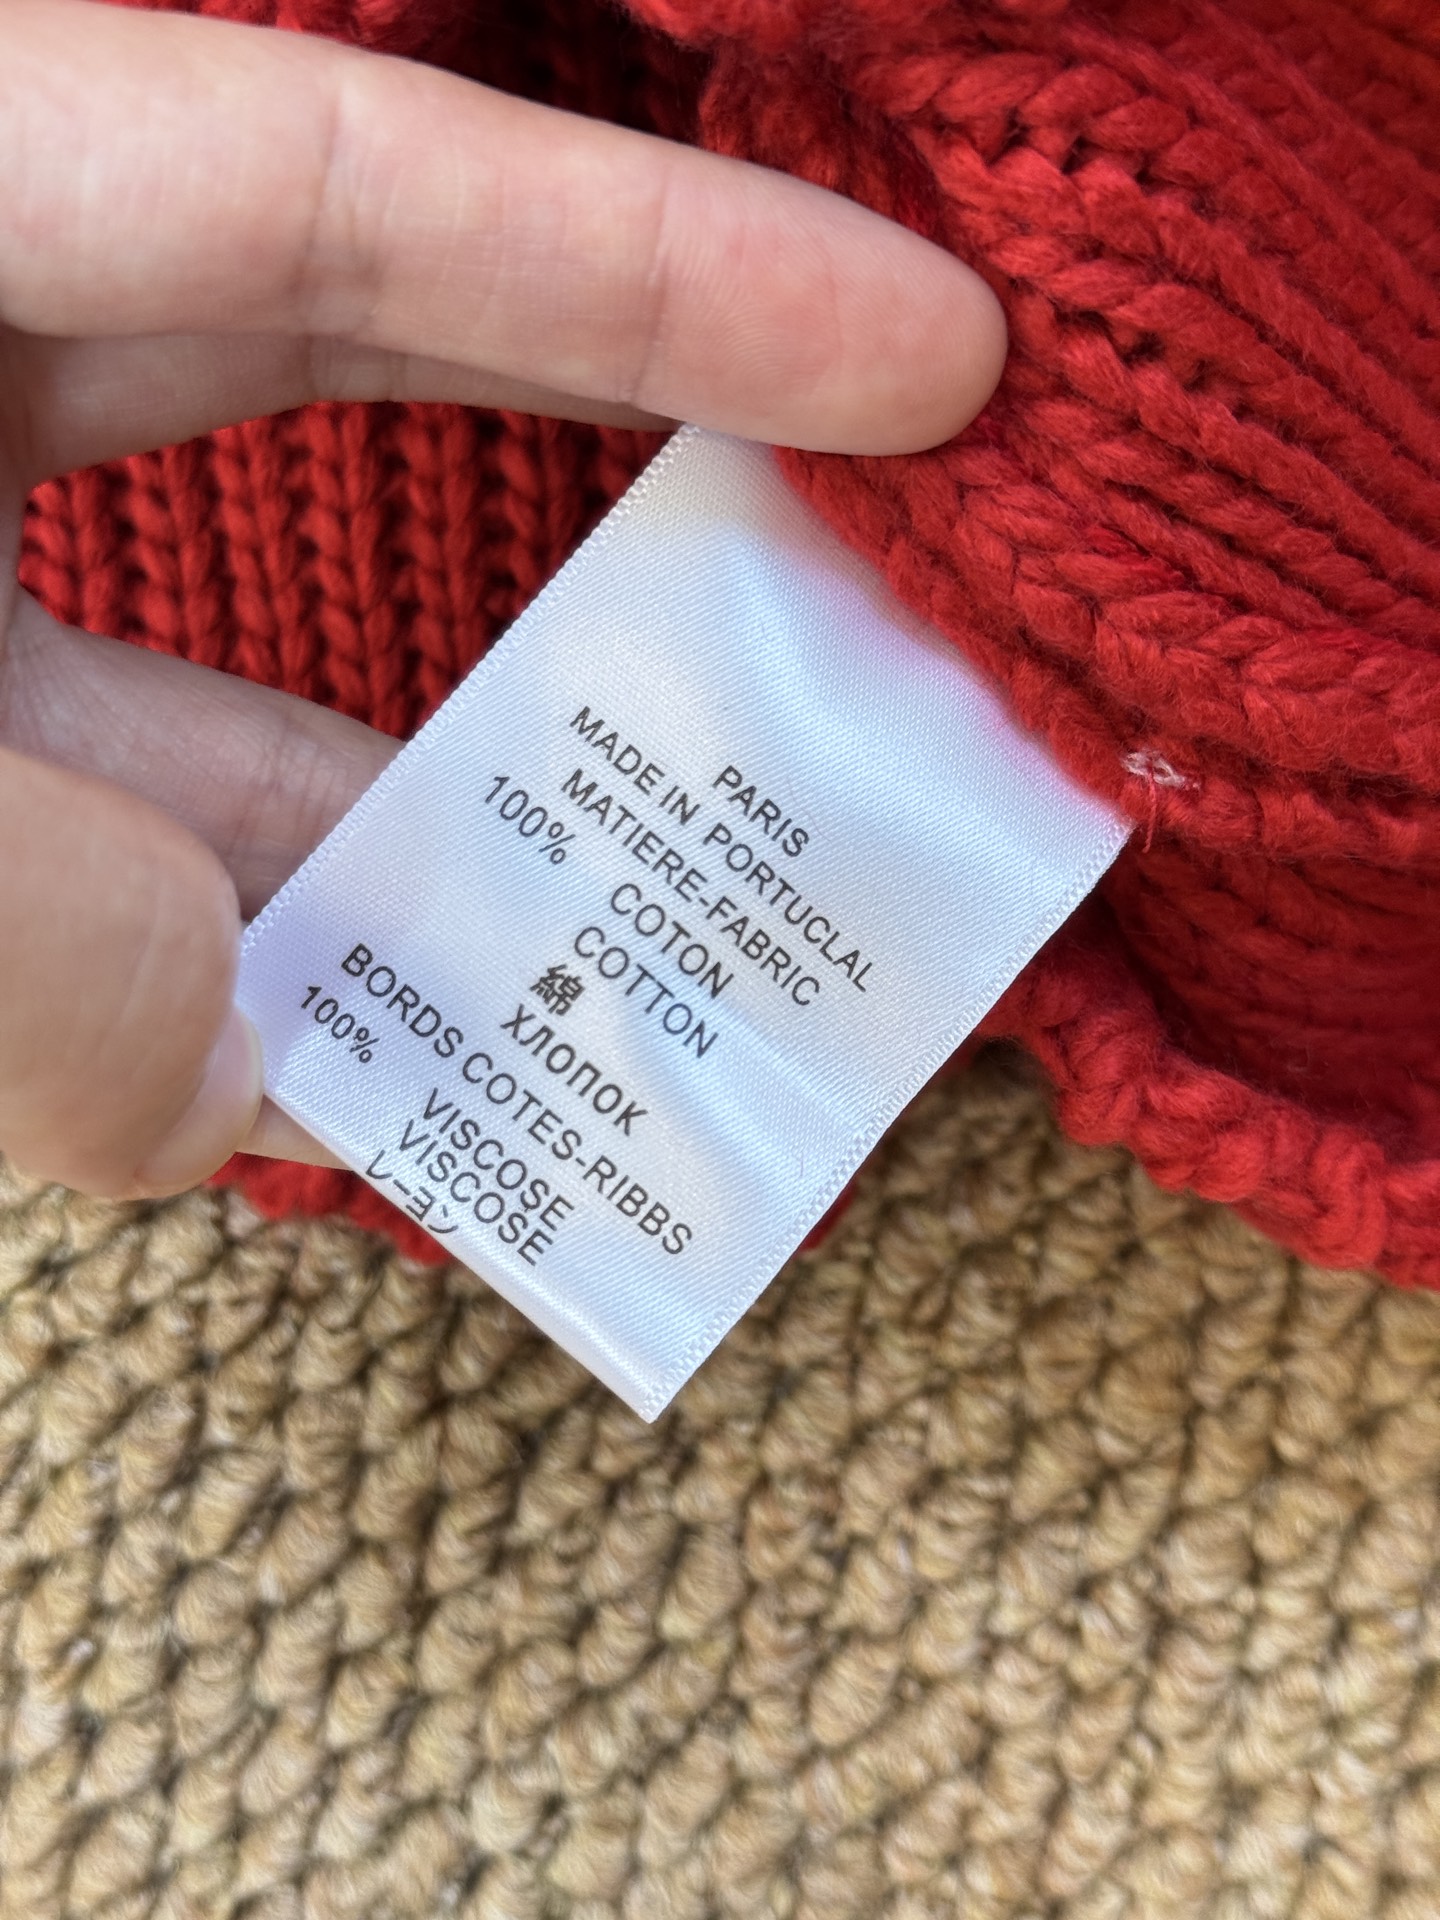 PARIS
MADE IN PORTUCLAL
MATIERE-FABRIC
100% COTON
COTTON
綿
ХЛОПОК
BORDS COTES-RIBBS
100% VISCOSE
VISCOSE
レーヨン